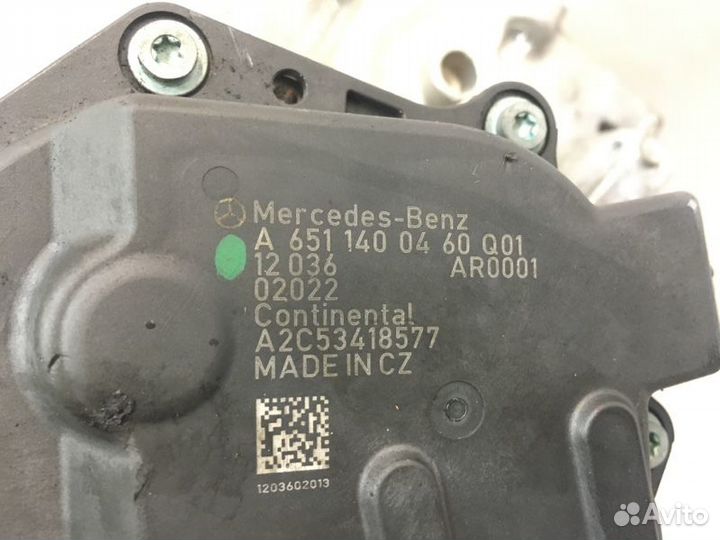 Mercedes-Benz
A 651 140 04 60 Q01
12 036 AR0001
02022
Continental
A2C53418577
MADE IN CZ
1203602013
Avito